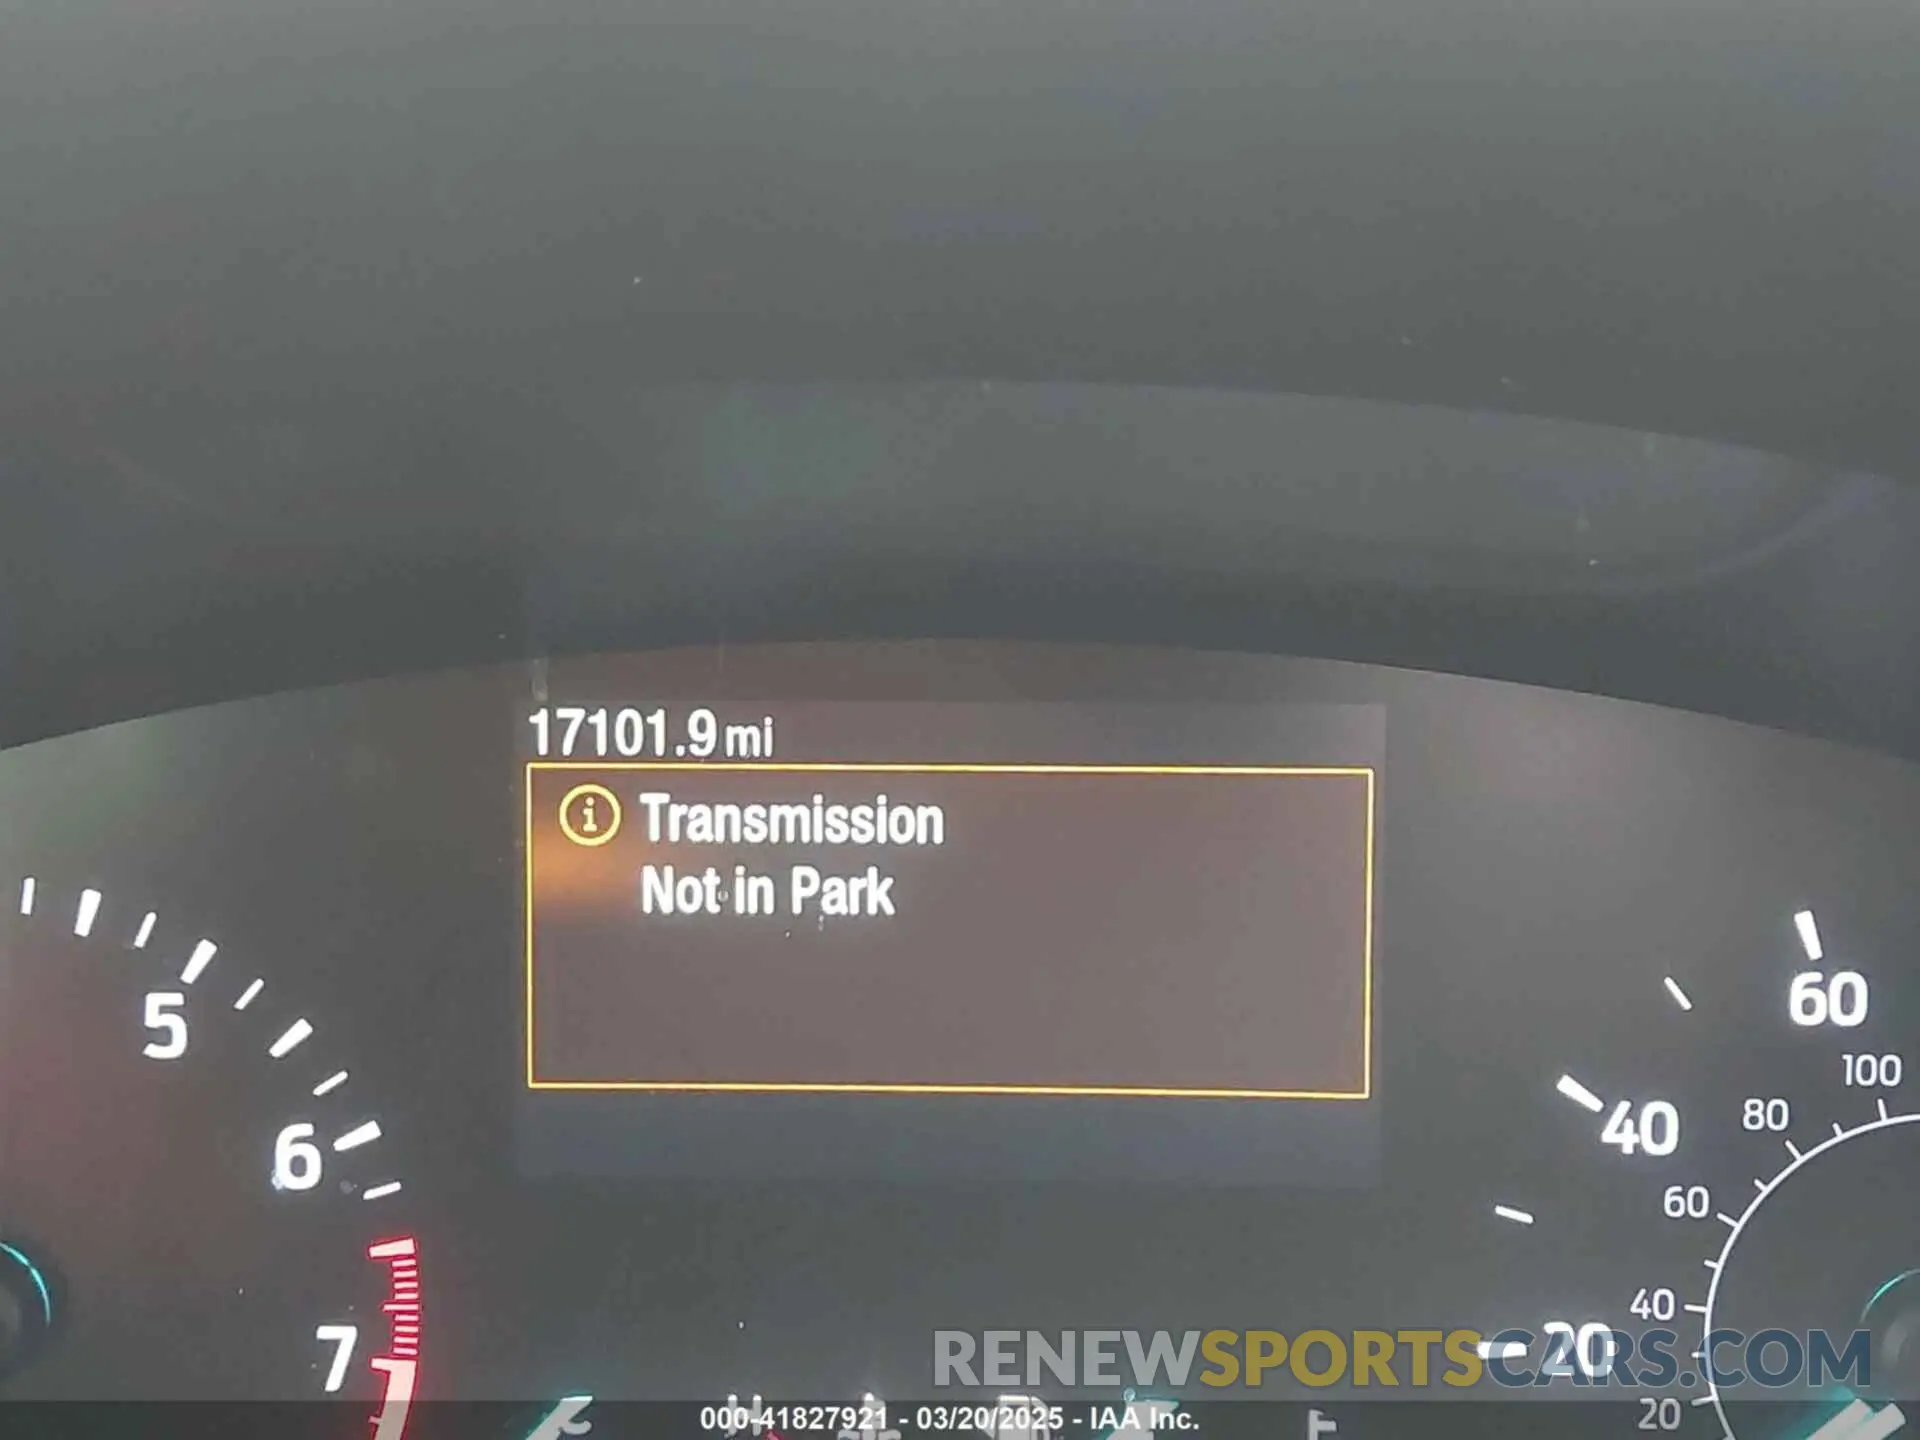 17101.9 mi
Transmission
Not in Park
5
6
7
60
100
40
80
60
40
20
20
C
H
F
RENEWSPORTSCARS.COM
000-41827921 - 03/20/2025 - IAA Inc.